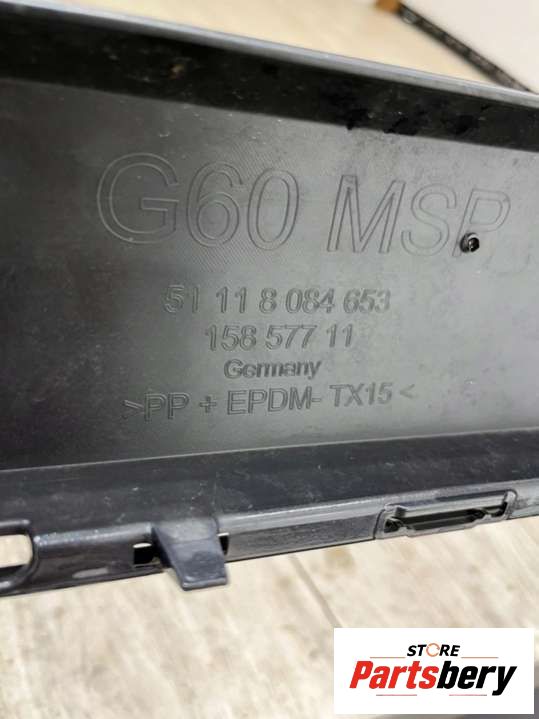 G60 MSP
51 11 8 084 653
158 577 11
Germany
>PP + EPDM- TX15<
STORE
Partsbery